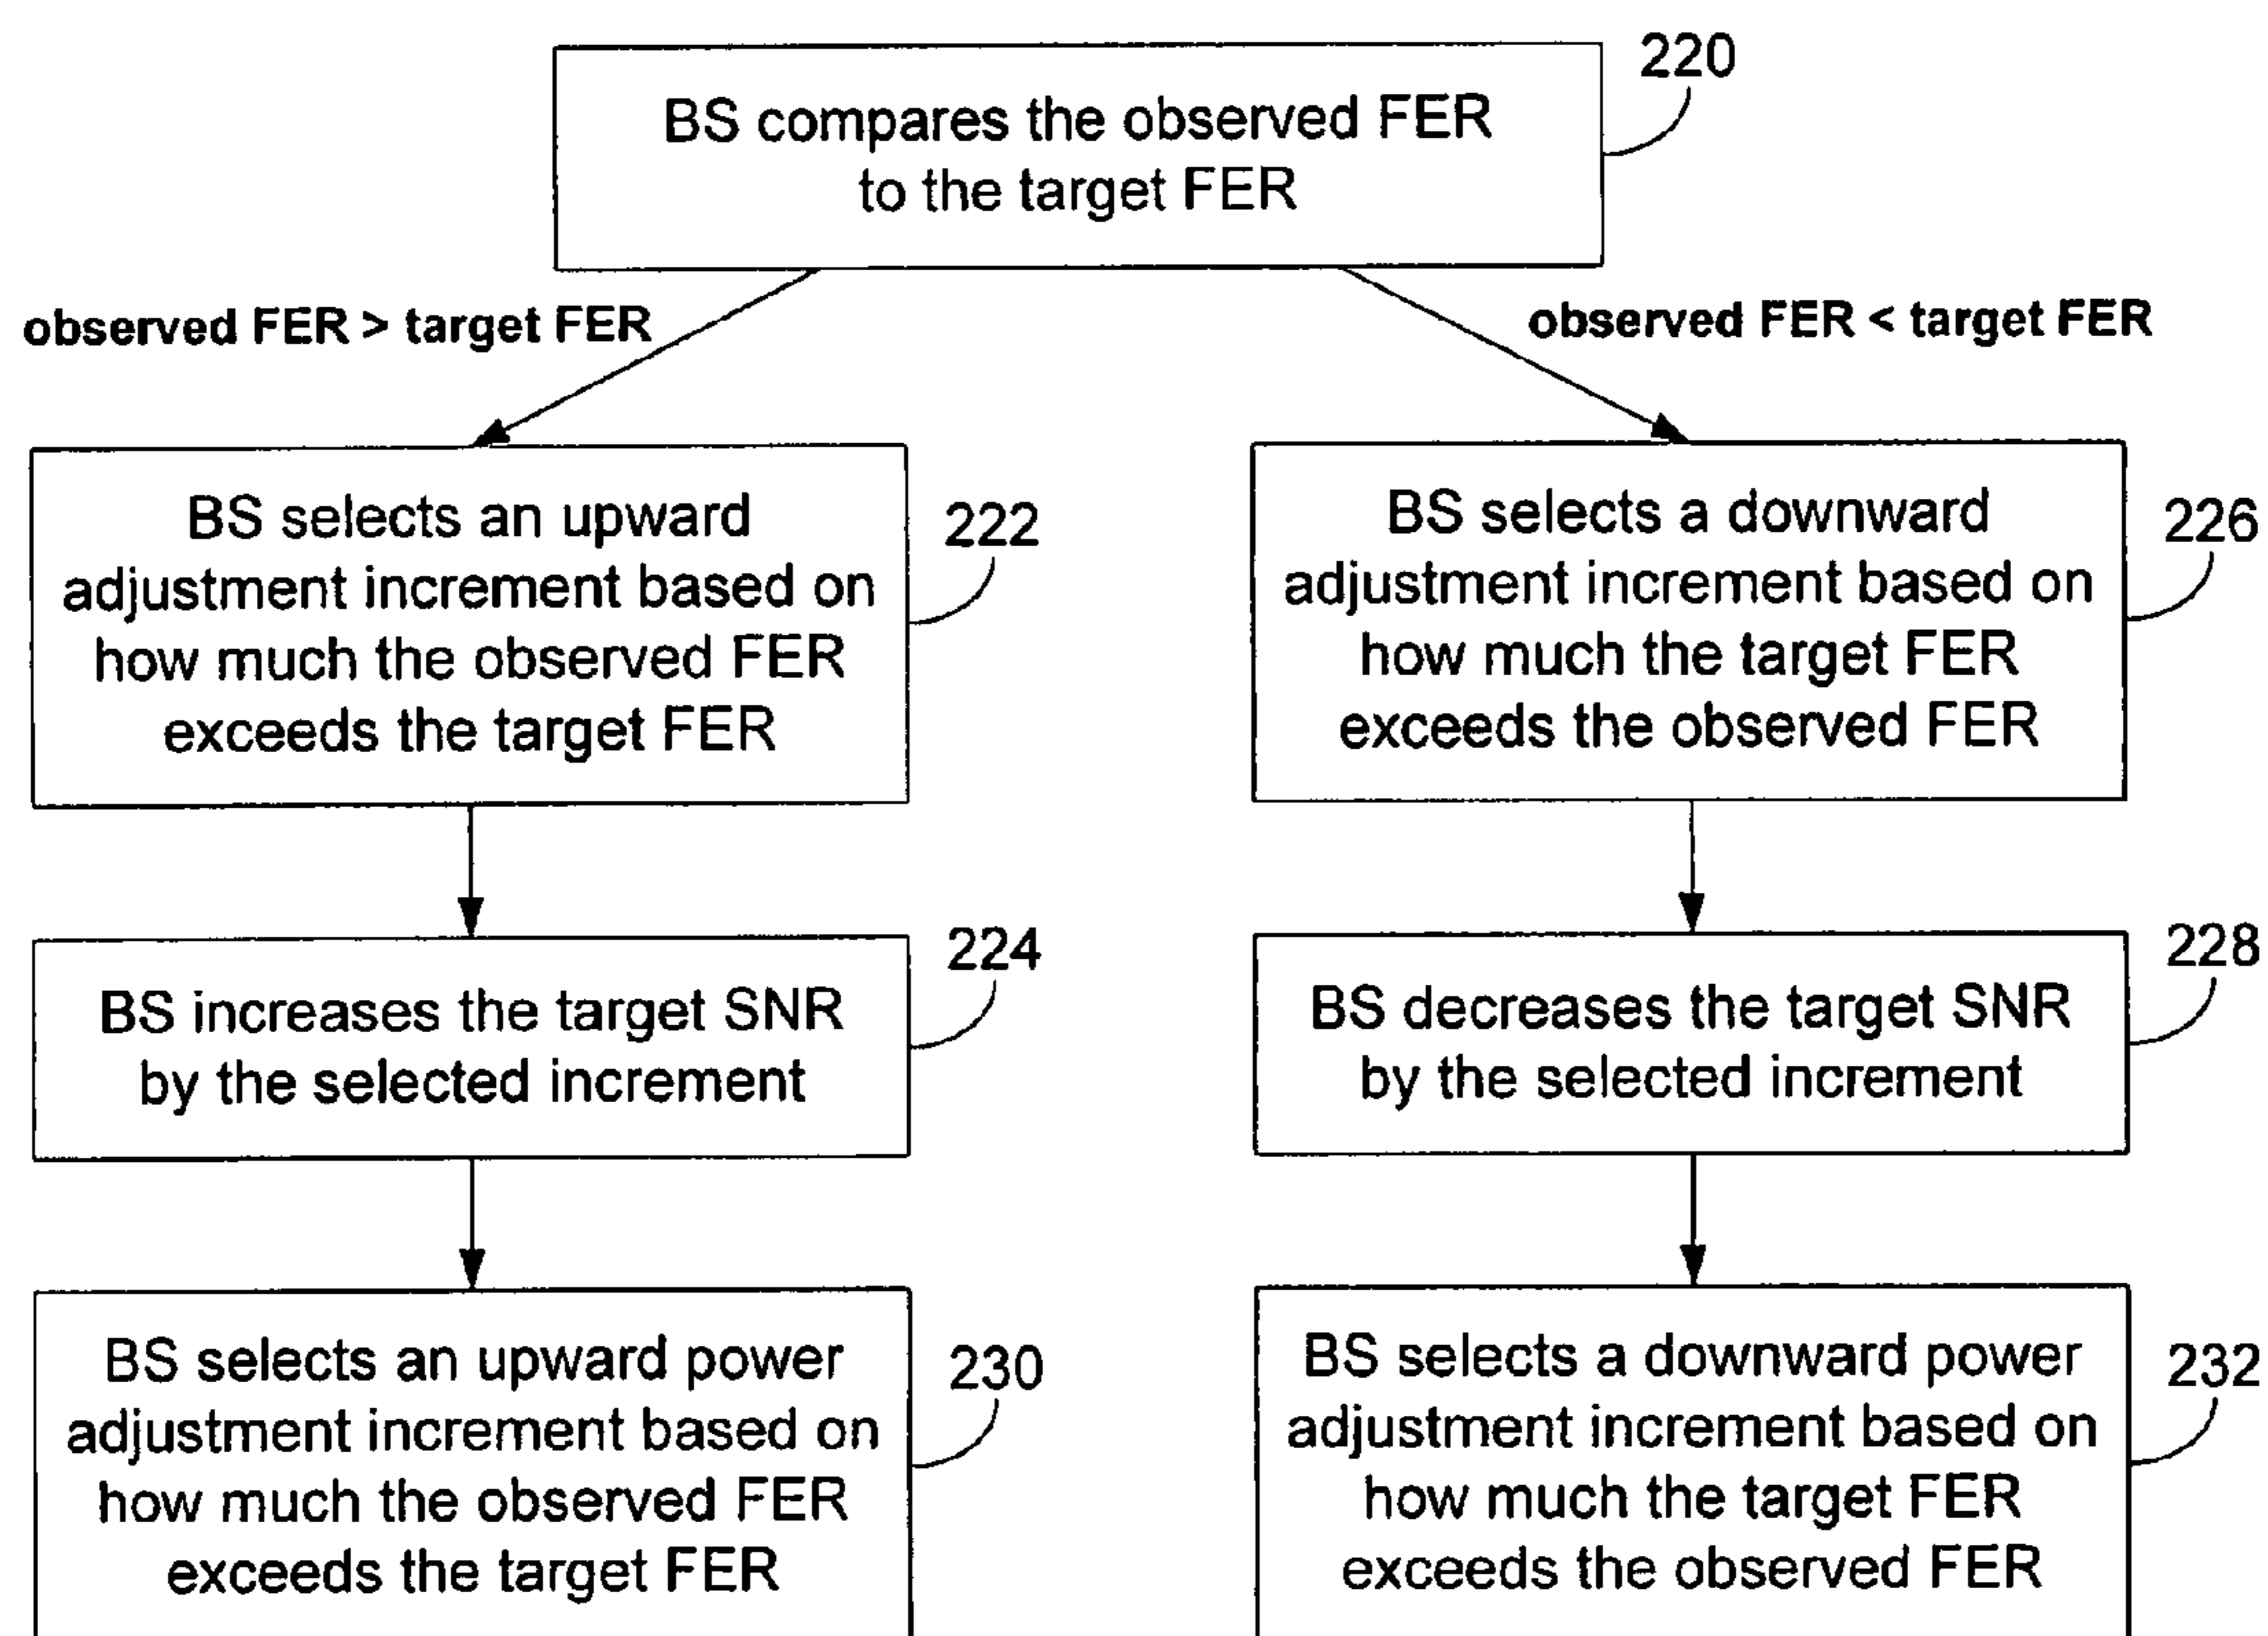 220
BS compares the observed FER
to the target FER
observed FER > target FER
observed FER < target FER
BS selects an upward
adjustment increment based on
how much the observed FER
exceeds the target FER
222
BS selects a downward
adjustment increment based on
how much the target FER
exceeds the observed FER
226
BS increases the target SNR
by the selected increment
224
BS decreases the target SNR
by the selected increment
228
BS selects an upward power
adjustment increment based on
how much the observed FER
exceeds the target FER
230
BS selects a downward power
adjustment increment based on
how much the target FER
exceeds the observed FER
232